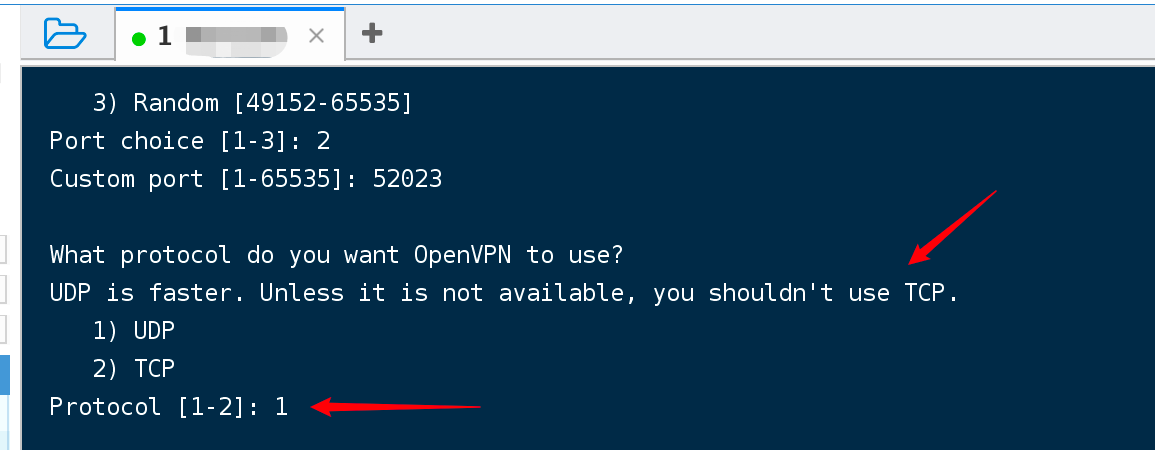 1
3) Random [49152-65535]
Port choice [1-3]: 2
Custom port [1-65535]: 52023
What protocol do you want OpenVPN to use?
UDP is faster. Unless it is not available, you shouldn't use TCP.
1) UDP
2) TCP
Protocol [1-2]: 1